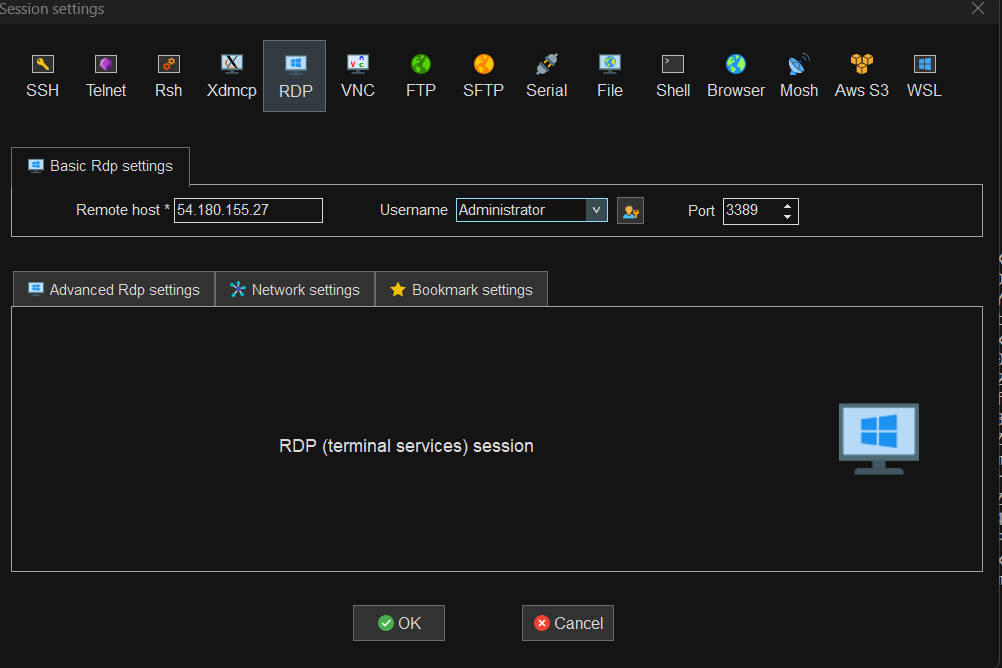 Session settings
SSH Telnet Rsh Xdmcp RDP VNC FTP SFTP Serial File Shell Browser Mosh Aws S3 WSL
Basic Rdp settings
Remote host * 54.180.155.27 Username Administrator Port 3389
Advanced Rdp settings Network settings Bookmark settings
RDP (terminal services) session
OK Cancel